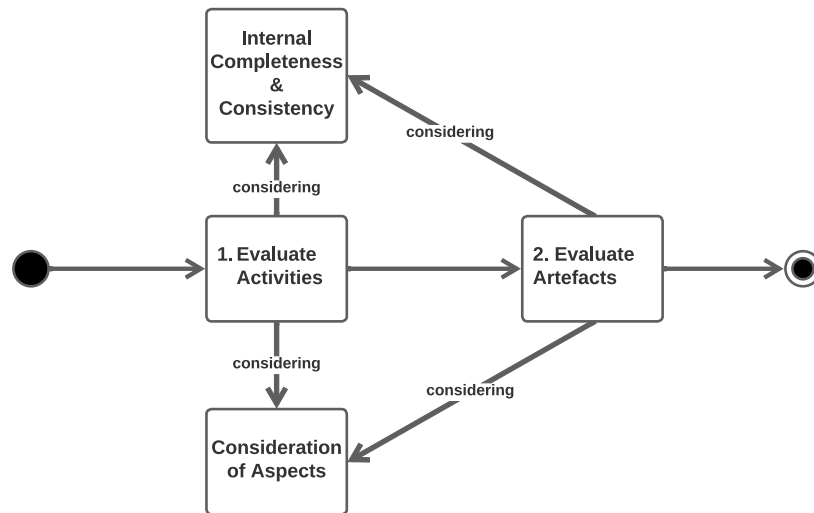 Internal
Completeness
&
Consistency
considering
considering
1. Evaluate
Activities
2. Evaluate
Artefacts
considering
considering
Consideration
of Aspects